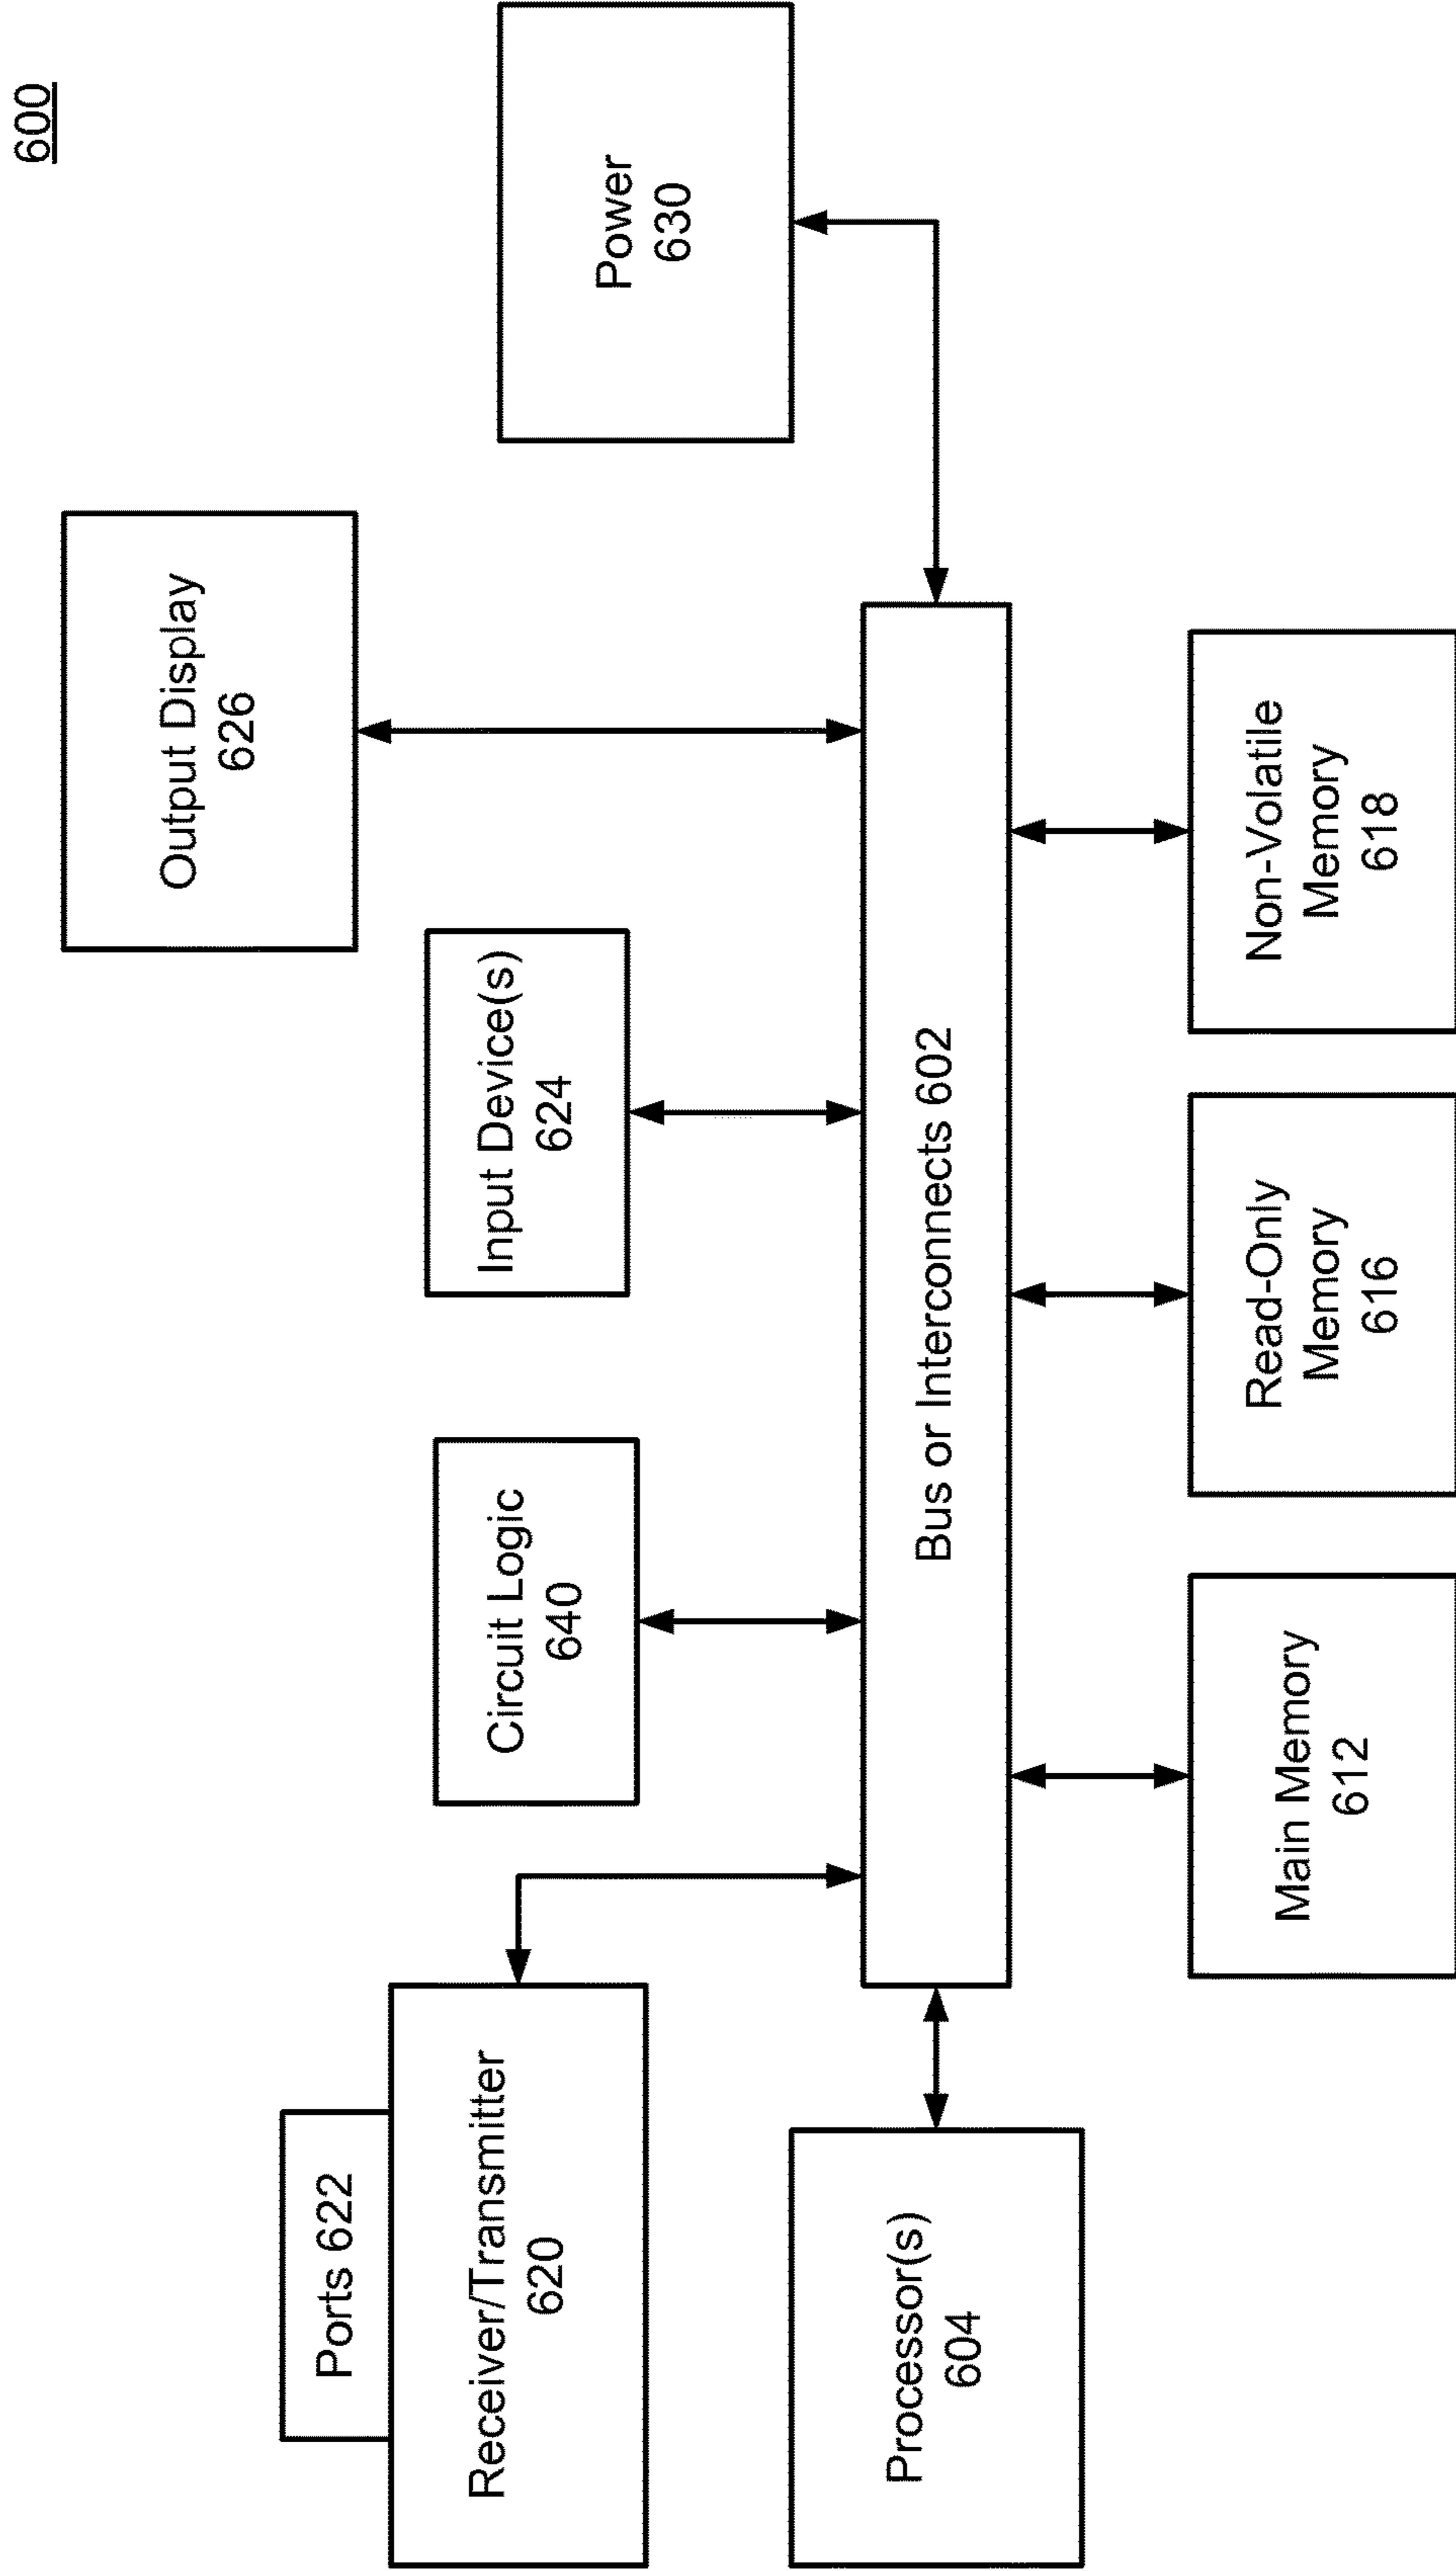 600
Output Display
626
Power
630
Input Device(s)
624
Circuit Logic
640
Ports 622
Receiver/Transmitter
620
Bus or Interconnects 602
Processor(s)
604
Main Memory
612
Read-Only
Memory
616
Non-Volatile
Memory
618